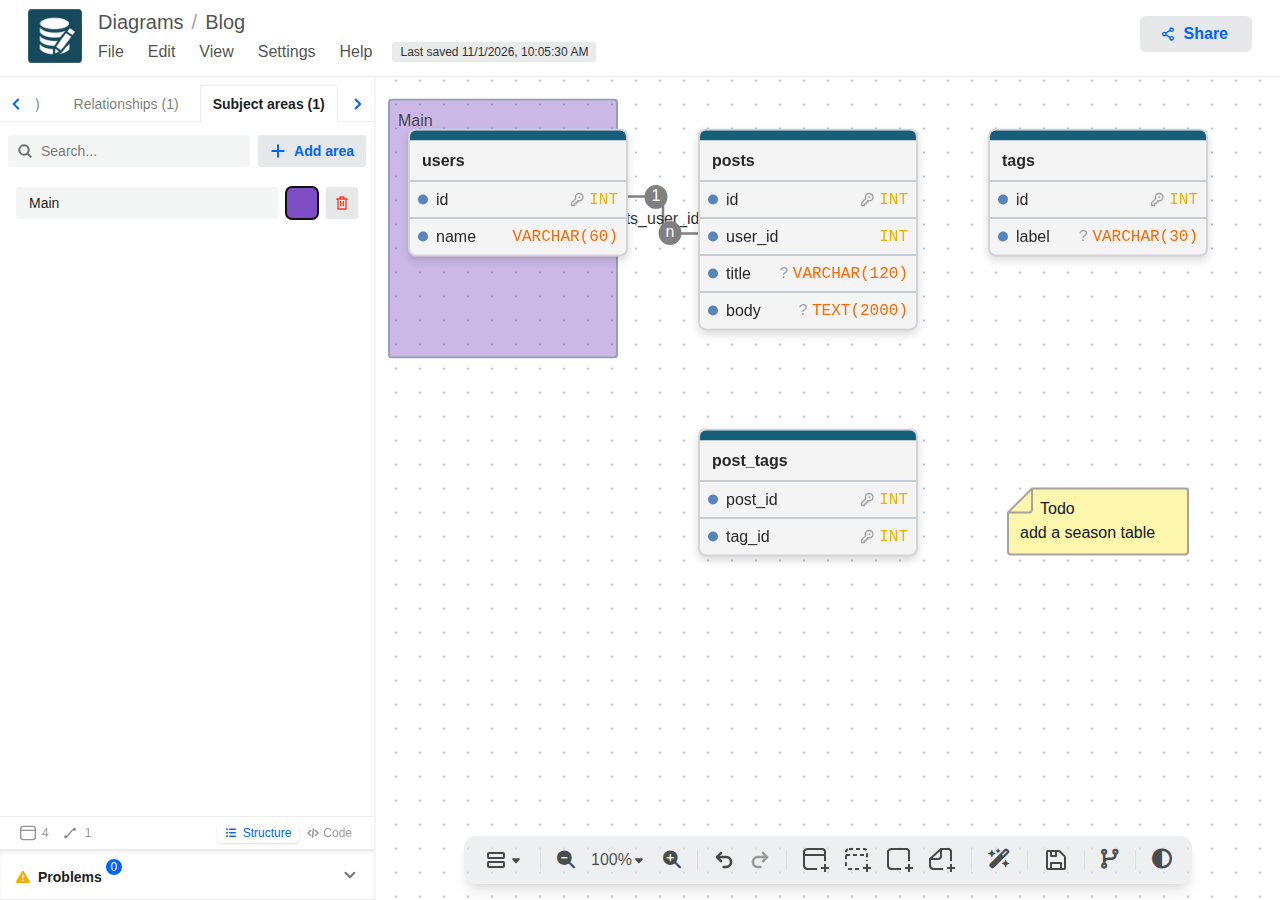 Diagrams / Blog
File Edit View Settings Help Last saved 11/1/2026, 10:05:30 AM
Share
) Relationships (1) Subject areas (1)
Search... Add area
Main
Main
users
id INT
name VARCHAR(60)
1
ts_user_id
n
posts
id INT
user_id INT
title ? VARCHAR(120)
body ? TEXT(2000)
tags
id INT
label ? VARCHAR(30)
post_tags
post_id INT
tag_id INT
Todo
add a season table
4 1 Structure Code
Problems 0
100%